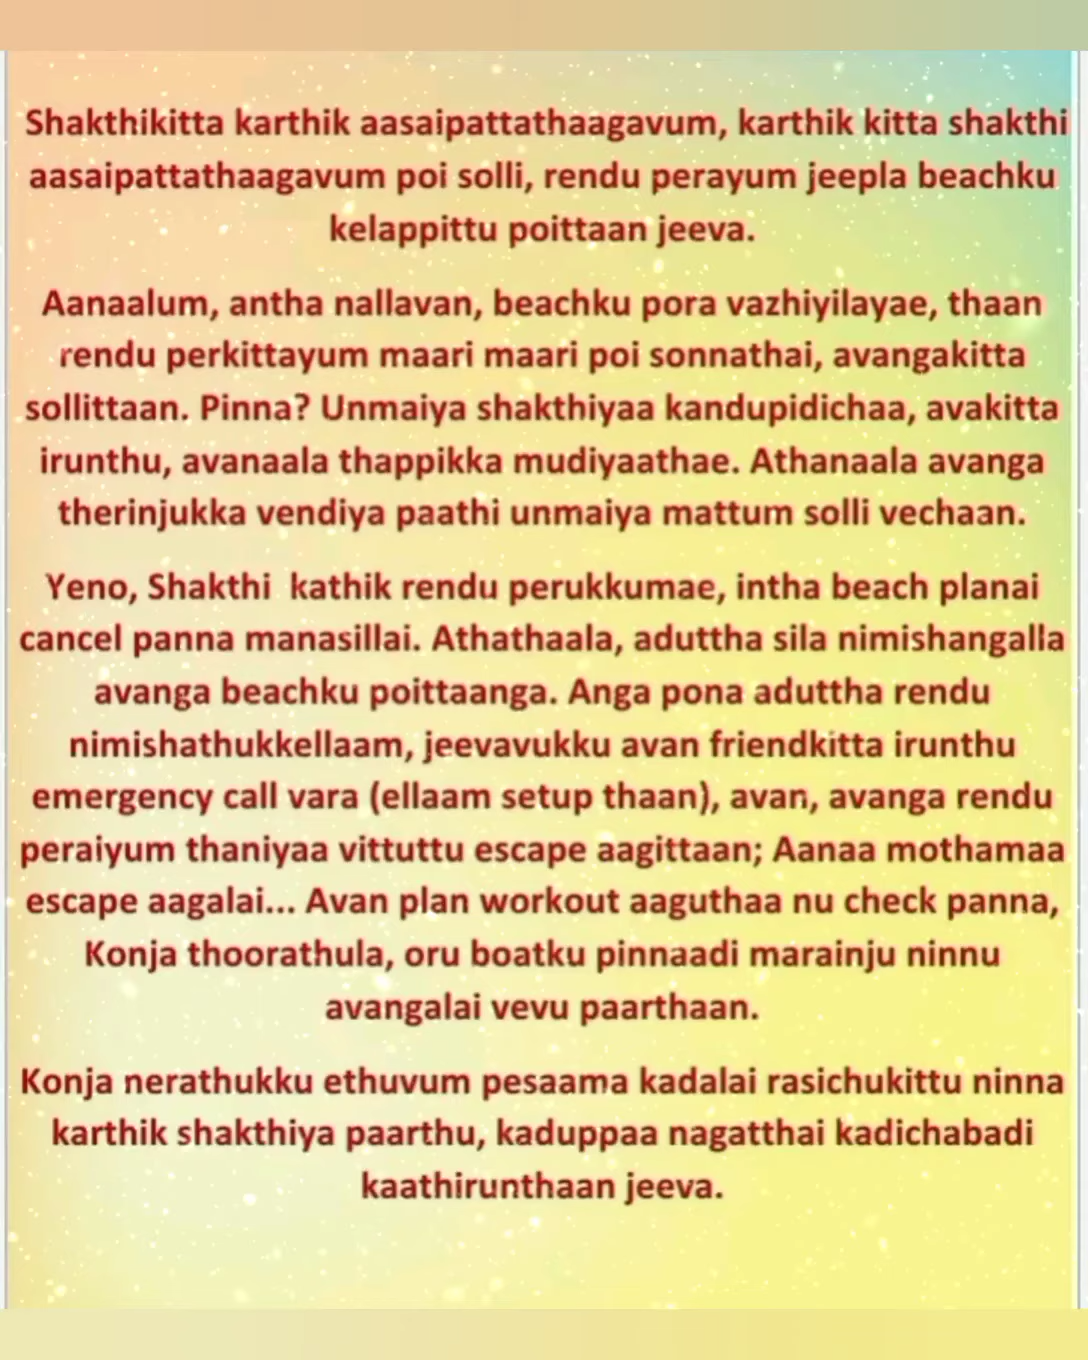 Shakthikitta karthik aasaipattathaagavum, karthik kitta shakthi
aasaipattathaagavum poi solli, rendu perayum jeepla beachku
kelappittu poittaan jeeva.
Aanaalum, antha nallavan, beachku pora vazhiyilayae, thaan
rendu perkittayum maari maari poi sonnathai, avangakitta
sollittaan. Pinna? Unmaiya shakthiyaa kandupidichaa, avakitta
irunthu, avanaala thappikka mudiyaathae. Athanaala avanga
therinjukka vendiya paathi unmaiya mattum solli vechaan.
Yeno, Shakthi  kathik rendu perukkumae, intha beach planai
cancel panna manasillai. Athathaala, aduttha sila nimishangalla
avanga beachku poittaanga. Anga pona aduttha rendu
nimishathukkellaam, jeevavukku avan friendkitta irunthu
emergency call vara (ellaam setup thaan), avan, avanga rendu
peraiyum thaniyaa vittuttu escape aagittaan; Aanaa mothamaa
escape aagalai... Avan plan workout aaguthaa nu check panna,
Konja thoorathula, oru boatku pinnaadi marainju ninnu
avangalai vevu paarthaan.
Konja nerathukku ethuvum pesaama kadalai rasichukittu ninna
karthik shakthiya paarthu, kaduppaa nagatthai kadichabadi
kaathirunthaan jeeva.